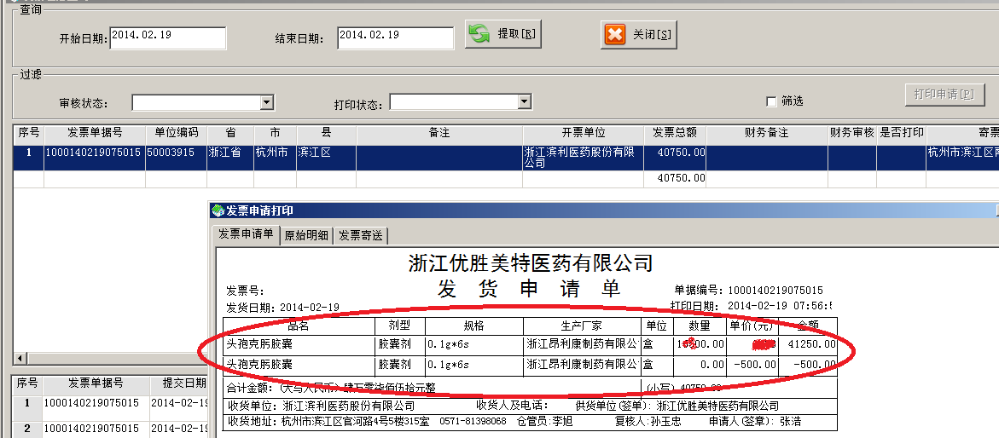 查询
开始日期: 2014.02.19 结束日期: 2014.02.19 提取[R] 关闭[S]
过滤
审核状态: 打印状态: 筛选 打印申请[P]
序号 发票单据号 单位编码 省 市 县 备注 开票单位 发票总额 财务备注 财务审核 是否打印 寄票
1 1000140219075015 50003915 浙江省 杭州市 滨江区 浙江滨利医药股份有限公司 40750.00 杭州市滨江区
40750.00
发票申请打印
发票申请单 原始明细 发票寄送
浙江优胜美特医药有限公司
发货申请单
发票号: 单据编号: 1000140219075015
发货日期: 2014-02-19 打印日期: 2014-02-19 07:56:
品名 剂型 规格 生产厂家 单位 数量 单价(元) 金额
头孢克肟胶囊 胶囊剂 0.1g*6s 浙江昂利康制药有限公 盒 00.00 41250.00
头孢克肟胶囊 胶囊剂 0.1g*6s 浙江昂利康制药有限公 盒 0.00 -500.00 -500.00
合计金额: (大写人民币) 肆万零柒佰伍拾元整 (小写) 40750.00
收货单位: 浙江滨利医药股份有限公司 收货人及电话: 供货单位(签单): 浙江优胜美特医药有限公司
收货地址: 杭州市滨江区官河路4号5楼315室 0571-81398068 仓管员:李旭 复核人:孙玉忠 申请人(签章): 张浩
序号 发票单据号 提交日期
1 1000140219075015 2014-02-19
2 1000140219075015 2014-02-19